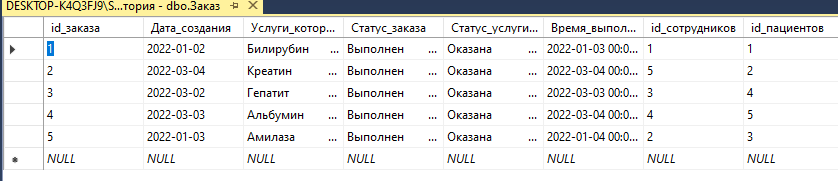 DESKTOP-K4Q3FJ9\S...тория - dbo.Заказ
id_заказа Дата_создания Услуги_котор... Статус_заказа Статус_услуги Время_выпол... id_сотрудников id_пациентов
1 2022-01-02 Билирубин ... Выполнен ... Оказана ... 2022-01-03 00:0... 1 1
2 2022-03-04 Креатин ... Выполнен ... Оказана ... 2022-03-04 00:0... 5 2
3 2022-03-02 Гепатит ... Выполнен ... Оказана ... 2022-03-03 00:0... 3 4
4 2022-03-03 Альбумин ... Выполнен ... Оказана ... 2022-03-04 00:0... 4 5
5 2022-01-03 Амилаза ... Выполнен ... Оказана ... 2022-01-04 00:0... 2 3
NULL NULL NULL NULL NULL NULL NULL NULL